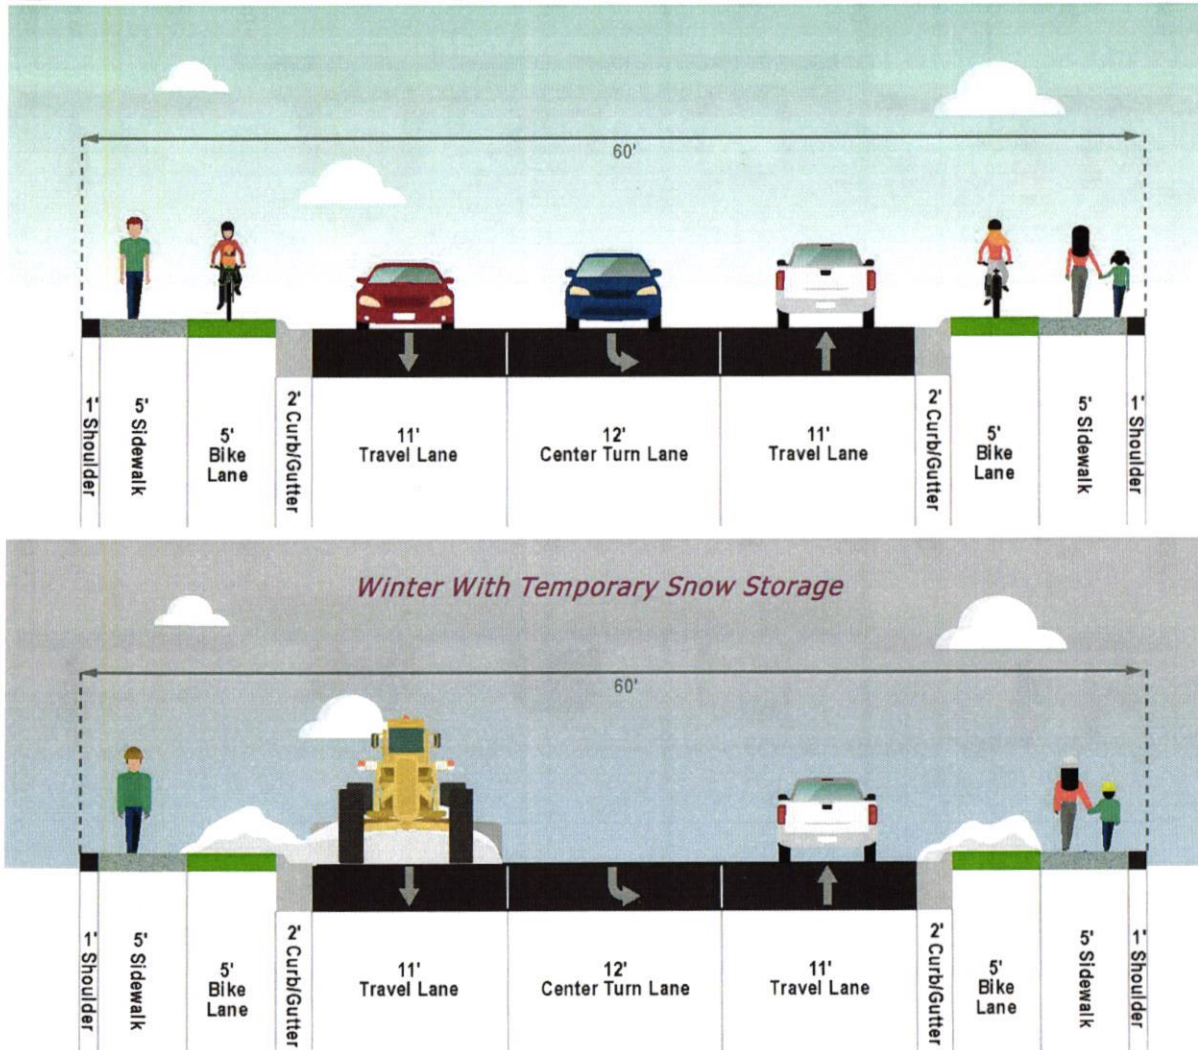 60'
1' Shoulder
5' Sidewalk
5'
Bike
Lane
2' Curb/Gutter
11'
Travel Lane
12'
Center Turn Lane
11'
Travel Lane
2' Curb/Gutter
5'
Bike
Lane
5' Sidewalk
1' Shoulder
Winter With Temporary Snow Storage
60'
1' Shoulder
5' Sidewalk
5'
Bike
Lane
2' Curb/Gutter
11'
Travel Lane
12'
Center Turn Lane
11'
Travel Lane
2' Curb/Gutter
5'
Bike
Lane
5' Sidewalk
1' Shoulder